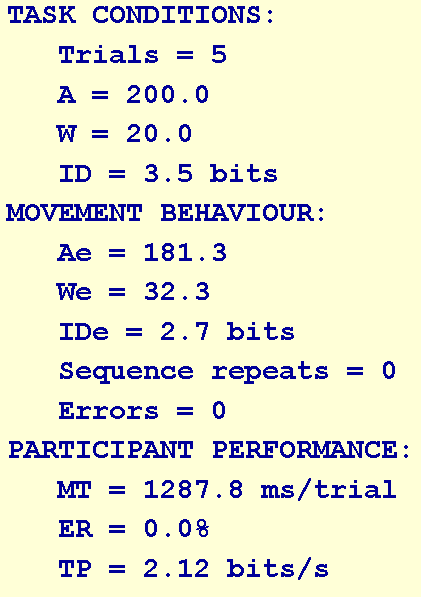 TASK CONDITIONS:
Trials = 5
A = 200.0
W = 20.0
ID = 3.5 bits
MOVEMENT BEHAVIOUR:
Ae = 181.3
We = 32.3
IDe = 2.7 bits
Sequence repeats = 0
Errors = 0
PARTICIPANT PERFORMANCE:
MT = 1287.8 ms/trial
ER = 0.0%
TP = 2.12 bits/s